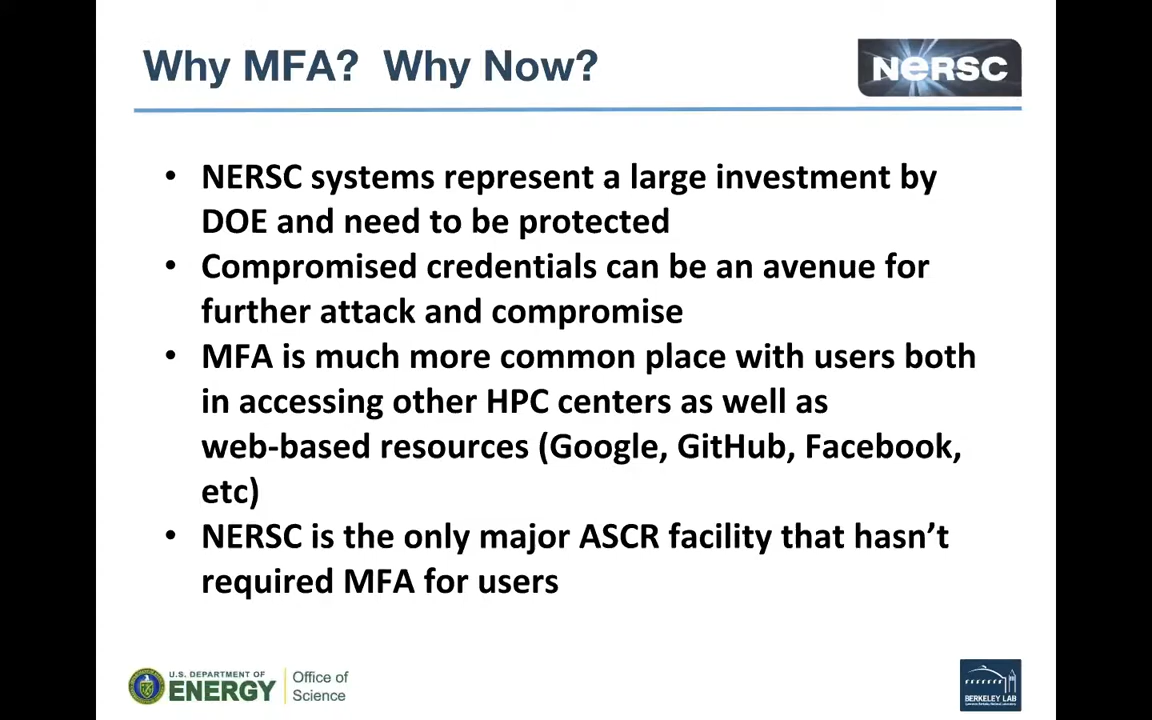 Why MFA? Why Now?
NERSC
• NERSC systems represent a large investment by
DOE and need to be protected
• Compromised credentials can be an avenue for
further attack and compromise
• MFA is much more common place with users both
in accessing other HPC centers as well as
web-based resources (Google, GitHub, Facebook,
etc)
• NERSC is the only major ASCR facility that hasn't
required MFA for users
U.S. DEPARTMENT OF
ENERGY
Office of
Science
BERKELEY LAB